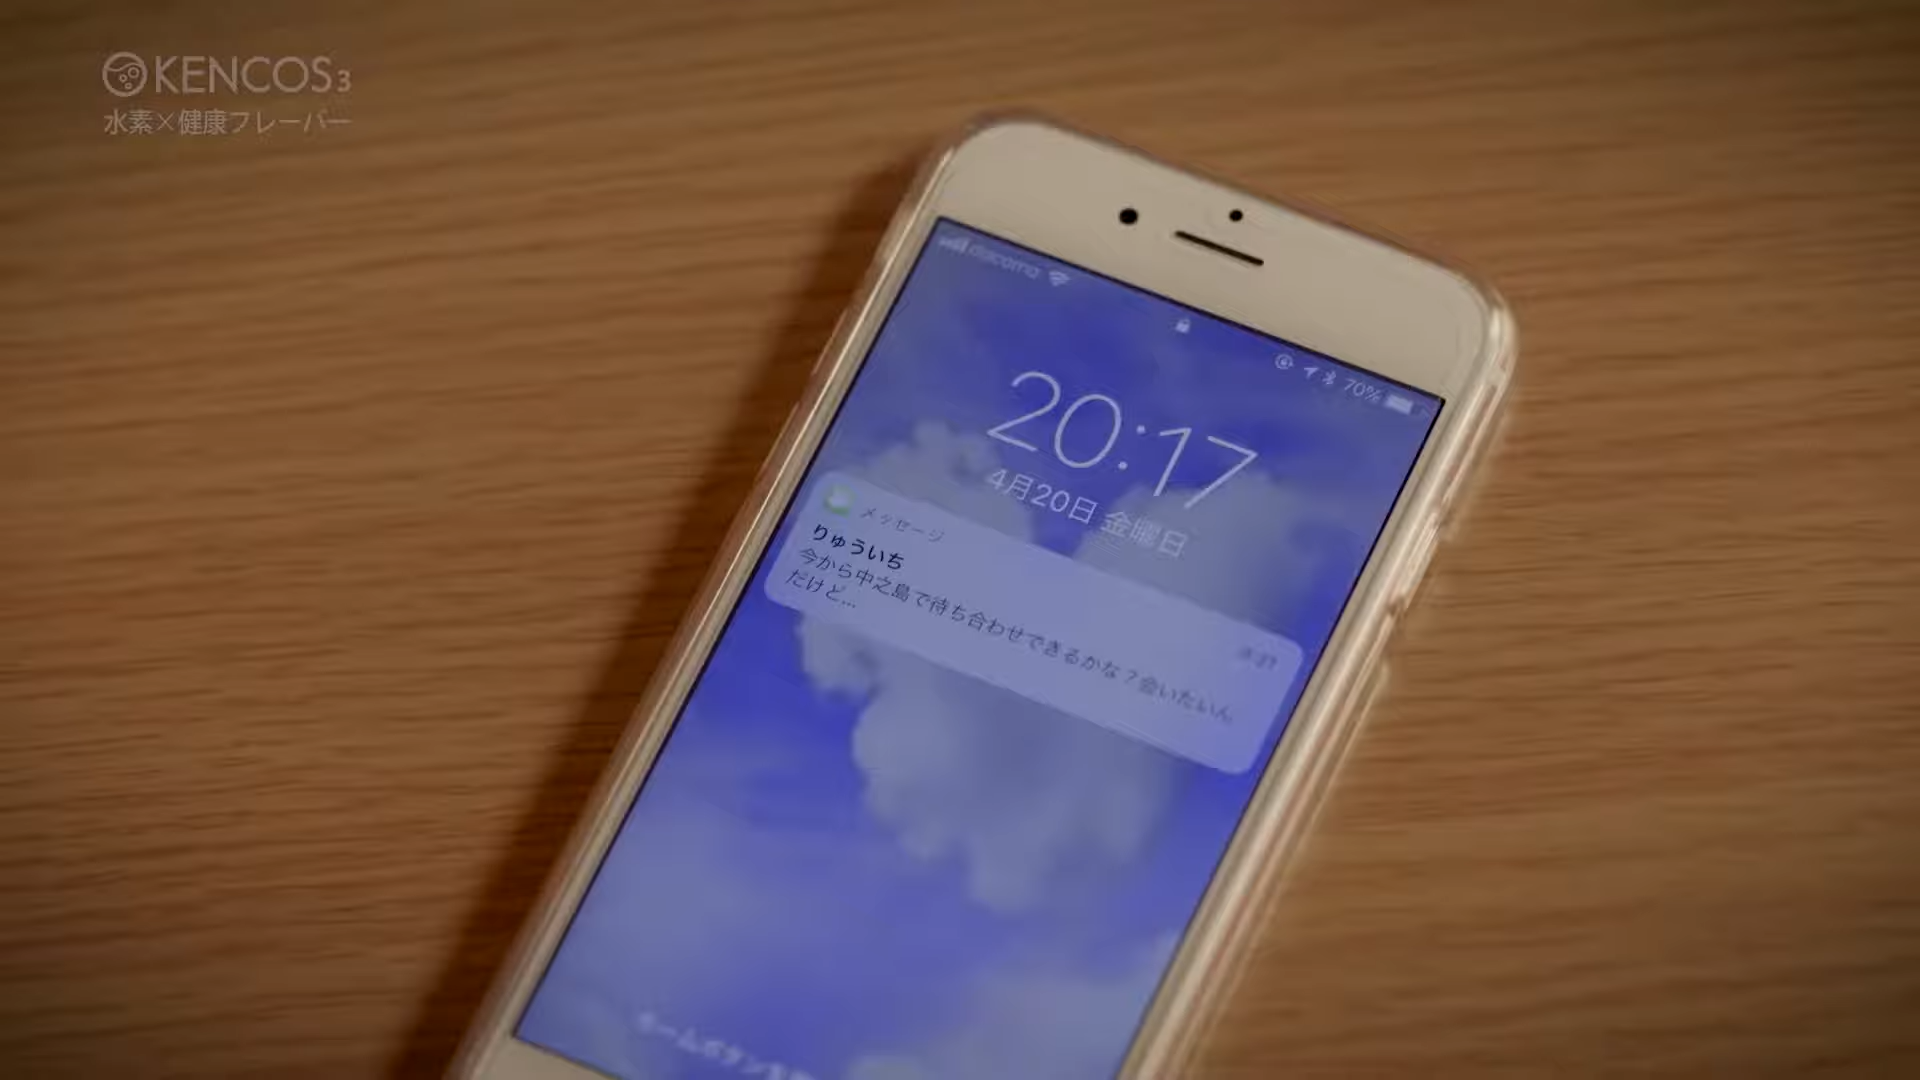 KENCOS3
水素×健康フレーバー
docomo
70%
20:17
4月20日 金曜日
メッセージ
りゅういち
今から中之島で待ち合わせできるかな？会いたいん
だけど...